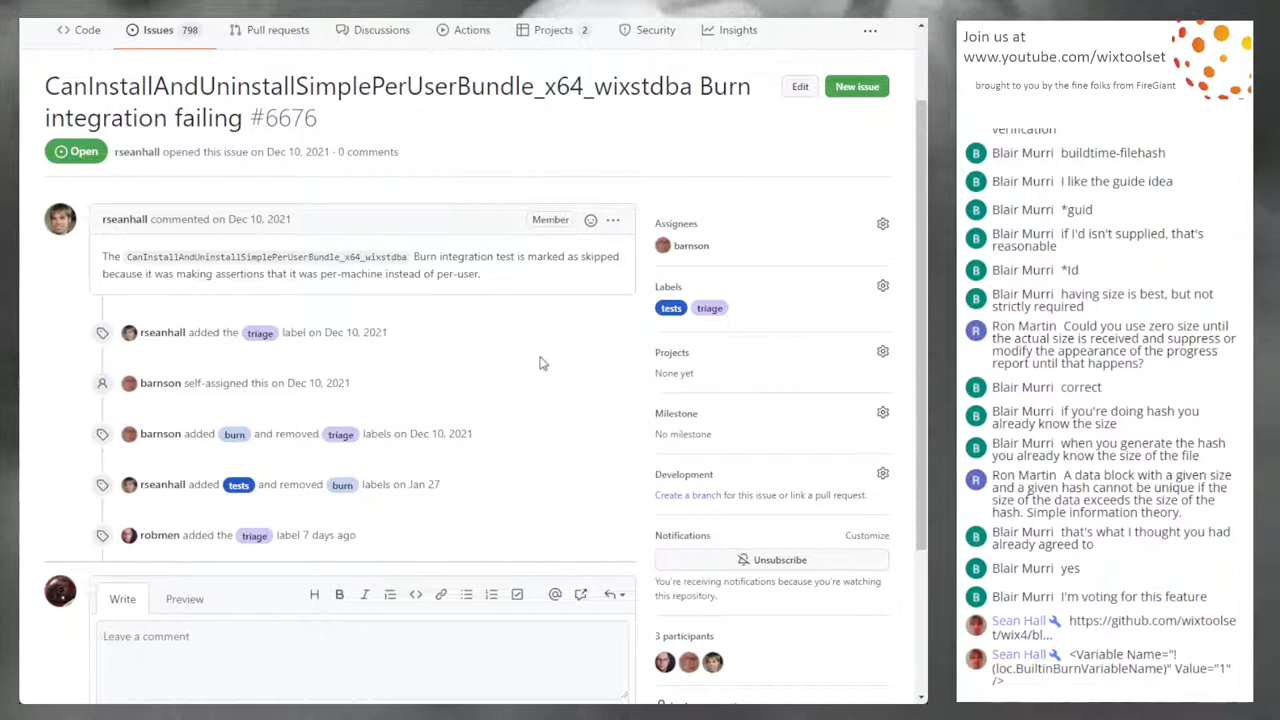 Code
Issues 798
Pull requests
Discussions
Actions
Projects 2
Security
Insights
CanInstallAndUninstallSimplePerUserBundle_x64_wixstdba Burn
integration failing #6676
Edit
New issue
Open
rseanhall opened this issue on Dec 10, 2021 · 0 comments
rseanhall commented on Dec 10, 2021
Member
The CanInstallAndUninstallSimplePerUserBundle_x64_wixstdba Burn integration test is marked as skipped
because it was making assertions that it was per-machine instead of per-user.
rseanhall added the triage label on Dec 10, 2021
barnson self-assigned this on Dec 10, 2021
barnson added burn and removed triage labels on Dec 10, 2021
rseanhall added tests and removed burn labels on Jan 27
robmen added the triage label 7 days ago
Write
Preview
Leave a comment
Assignees
barnson
Labels
tests triage
Projects
None yet
Milestone
No milestone
Development
Create a branch for this issue or link a pull request.
Notifications
Customize
Unsubscribe
You're receiving notifications because you're watching
this repository.
3 participants
Join us at
www.youtube.com/wixtoolset
brought to you by the fine folks from FireGiant
verification
Blair Murri buildtime-filehash
Blair Murri I like the guide idea
Blair Murri *guid
Blair Murri if I'd isn't supplied, that's
reasonable
Blair Murri *Id
Blair Murri having size is best, but not
strictly required
Ron Martin Could you use zero size until
the actual size is received and suppress or
modify the appearance of the progress
report until that happens?
Blair Murri correct
Blair Murri if you're doing hash you
already know the size
Blair Murri when you generate the hash
you already know the size of the file
Ron Martin A data block with a given size
and a given hash cannot be unique if the
size of the data exceeds the size of the
hash. Simple information theory.
Blair Murri that's what I thought you had
already agreed to
Blair Murri yes
Blair Murri I'm voting for this feature
Sean Hall https://github.com/wixtoolse
t/wix4/bl...
Sean Hall <Variable Name="!
(loc.BuiltinBurnVariableName)" Value="1"
/>